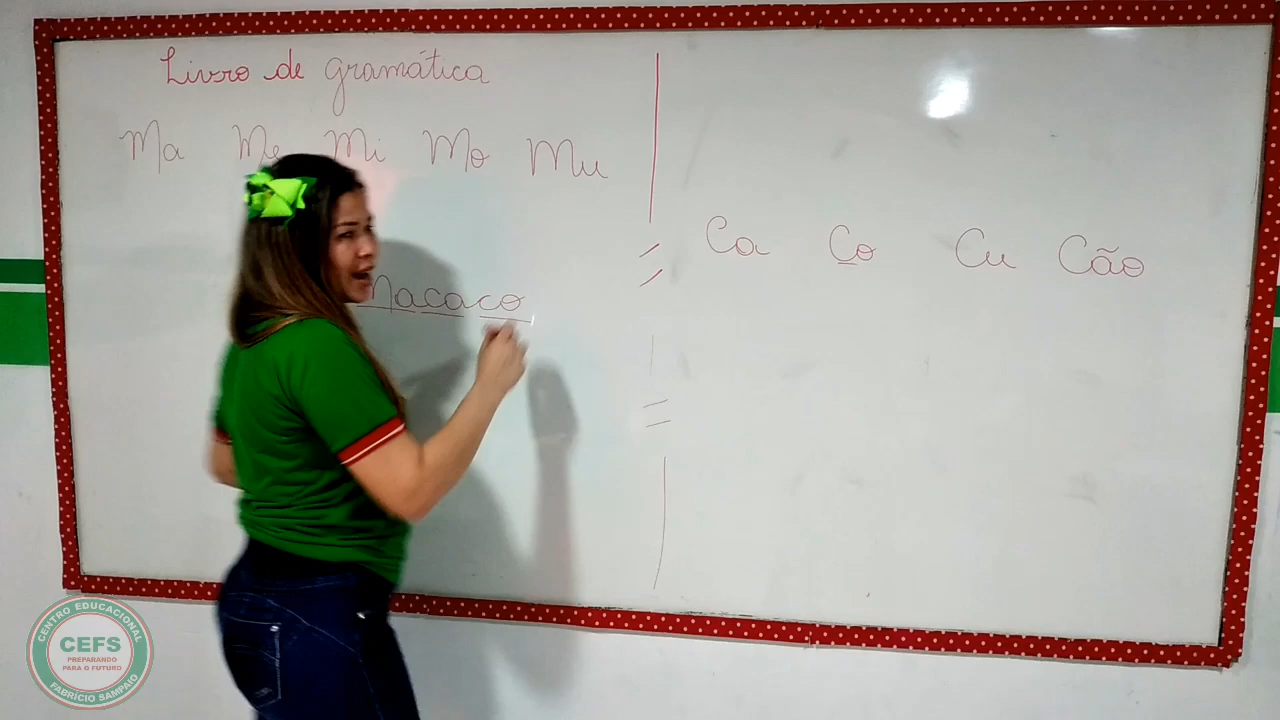 Livro de gramática
Ma Me Mi Mo Mu
Macaco
Ca Co Cu Cão
CENTRO EDUCACIONAL
CEFS
PREPARANDO
PARA O FUTURO
FABRÍCIO SAMPAIO